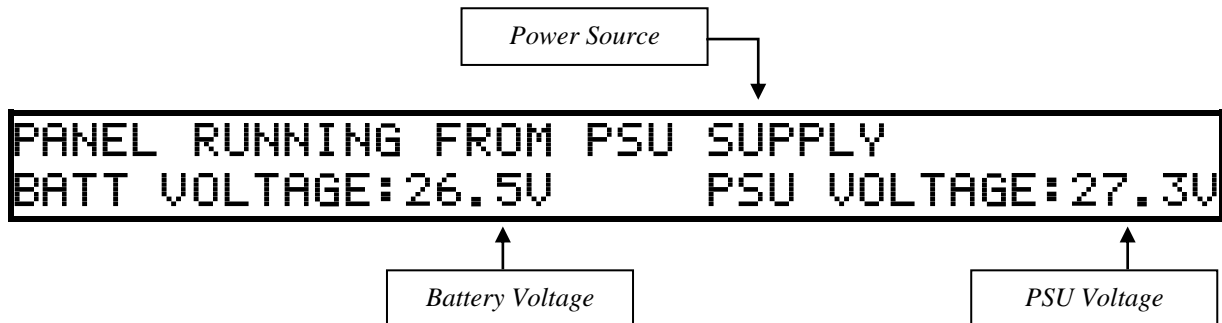 Power Source
PANEL RUNNING FROM PSU SUPPLY
BATT VOLTAGE:26.5V PSU VOLTAGE:27.3V
Battery Voltage
PSU Voltage